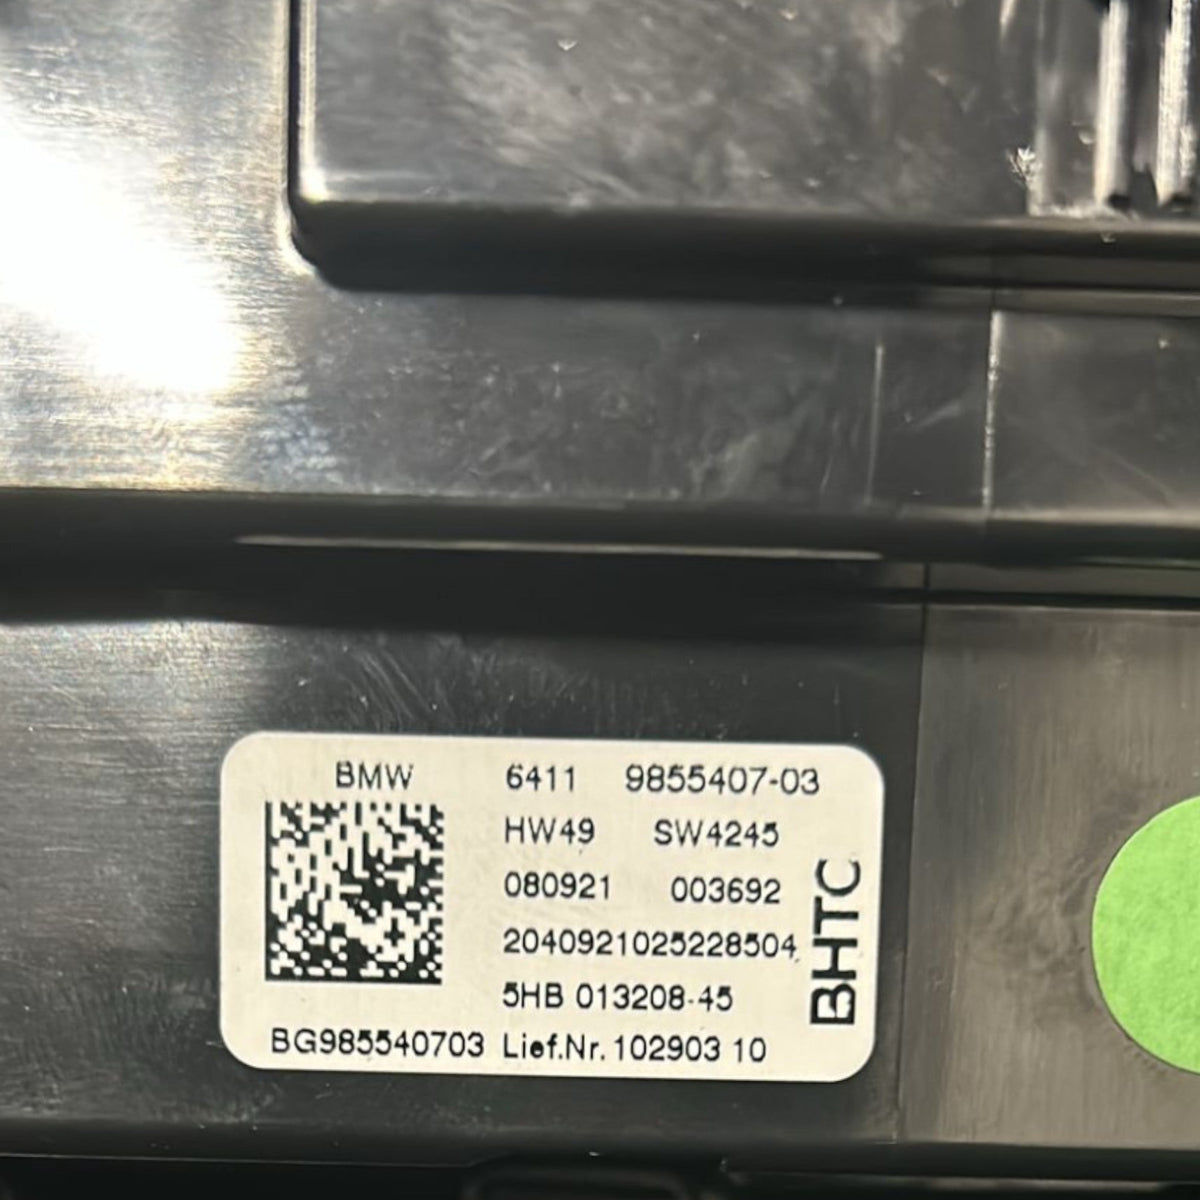 BMW 6411 9855407-03
HW49 SW4245
080921 003692
2040921025228504
5HB 013208-45
BG985540703 Lief.Nr. 102903 10
BHTC